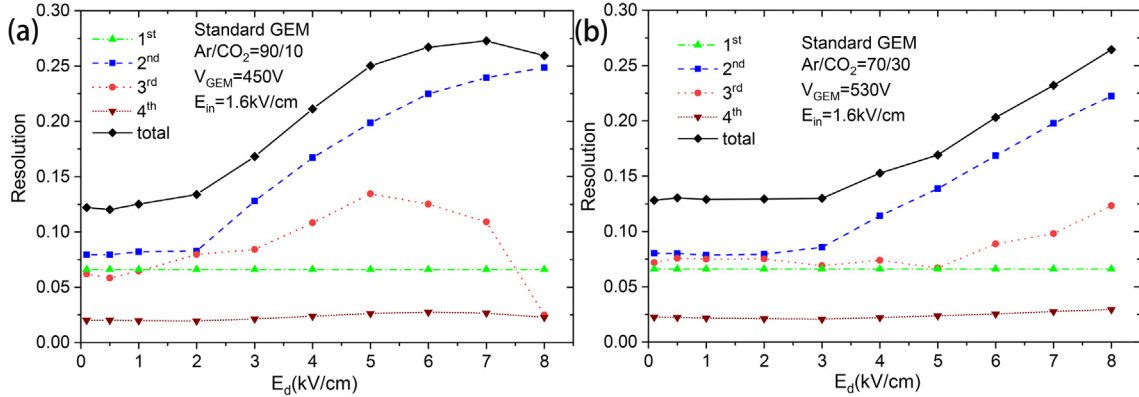 (a)
0.30
0.25
0.20
0.15
0.10
0.05
0.00
Resolution
1st
2nd
3rd
4th
total
Standard GEM
Ar/CO2=90/10
VGEM=450V
Ein=1.6kV/cm
0 1 2 3 4 5 6 7 8
Ed(kV/cm)
(b)
0.30
0.25
0.20
0.15
0.10
0.05
0.00
Resolution
1st
2nd
3rd
4th
total
Standard GEM
Ar/CO2=70/30
VGEM=530V
Ein=1.6kV/cm
0 1 2 3 4 5 6 7 8
Ed(kV/cm)